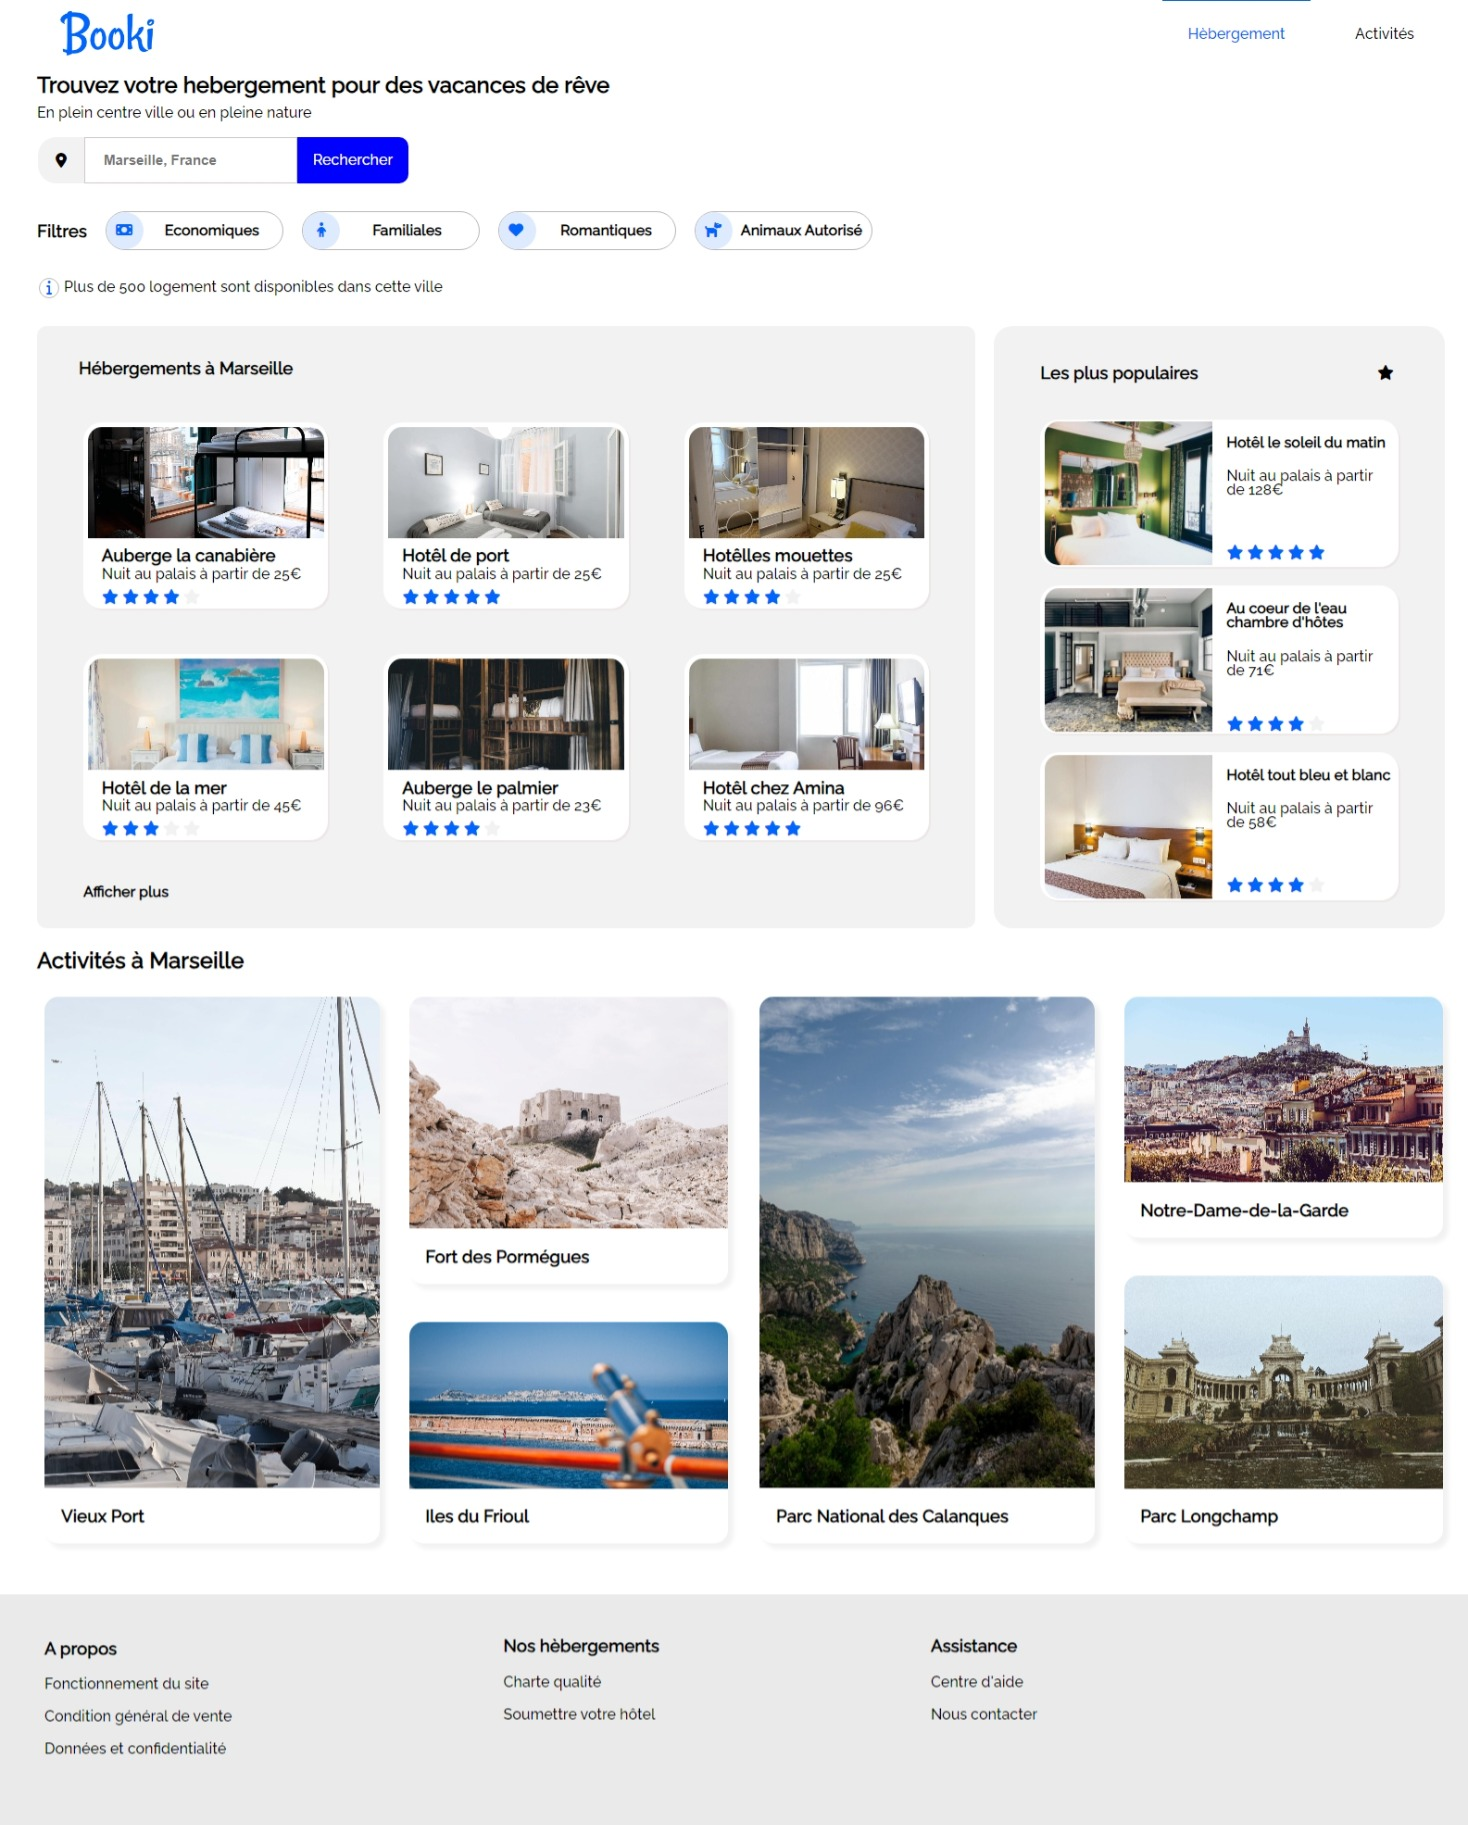 Booki
Hèbergement
Activités
Trouvez votre hebergement pour des vacances de rêve
En plein centre ville ou en pleine nature
Marseille, France
Rechercher
Filtres
Economiques
Familiales
Romantiques
Animaux Autorisé
Plus de 500 logement sont disponibles dans cette ville
Hébergements à Marseille
Auberge la canabière
Nuit au palais à partir de 25€
Hotêl de port
Nuit au palais à partir de 25€
Hotêlles mouettes
Nuit au palais à partir de 25€
Hotêl de la mer
Nuit au palais à partir de 45€
Auberge le palmier
Nuit au palais à partir de 23€
Hotêl chez Amina
Nuit au palais à partir de 96€
Afficher plus
Les plus populaires
Hotêl le soleil du matin
Nuit au palais à partir
de 128€
Au coeur de l'eau
chambre d'hôtes
Nuit au palais à partir
de 71€
Hotêl tout bleu et blanc
Nuit au palais à partir
de 58€
Activités à Marseille
Vieux Port
Fort des Pormégues
Iles du Frioul
Parc National des Calanques
Notre-Dame-de-la-Garde
Parc Longchamp
A propos
Fonctionnement du site
Condition général de vente
Données et confidentialité
Nos hèbergements
Charte qualité
Soumettre votre hôtel
Assistance
Centre d'aide
Nous contacter